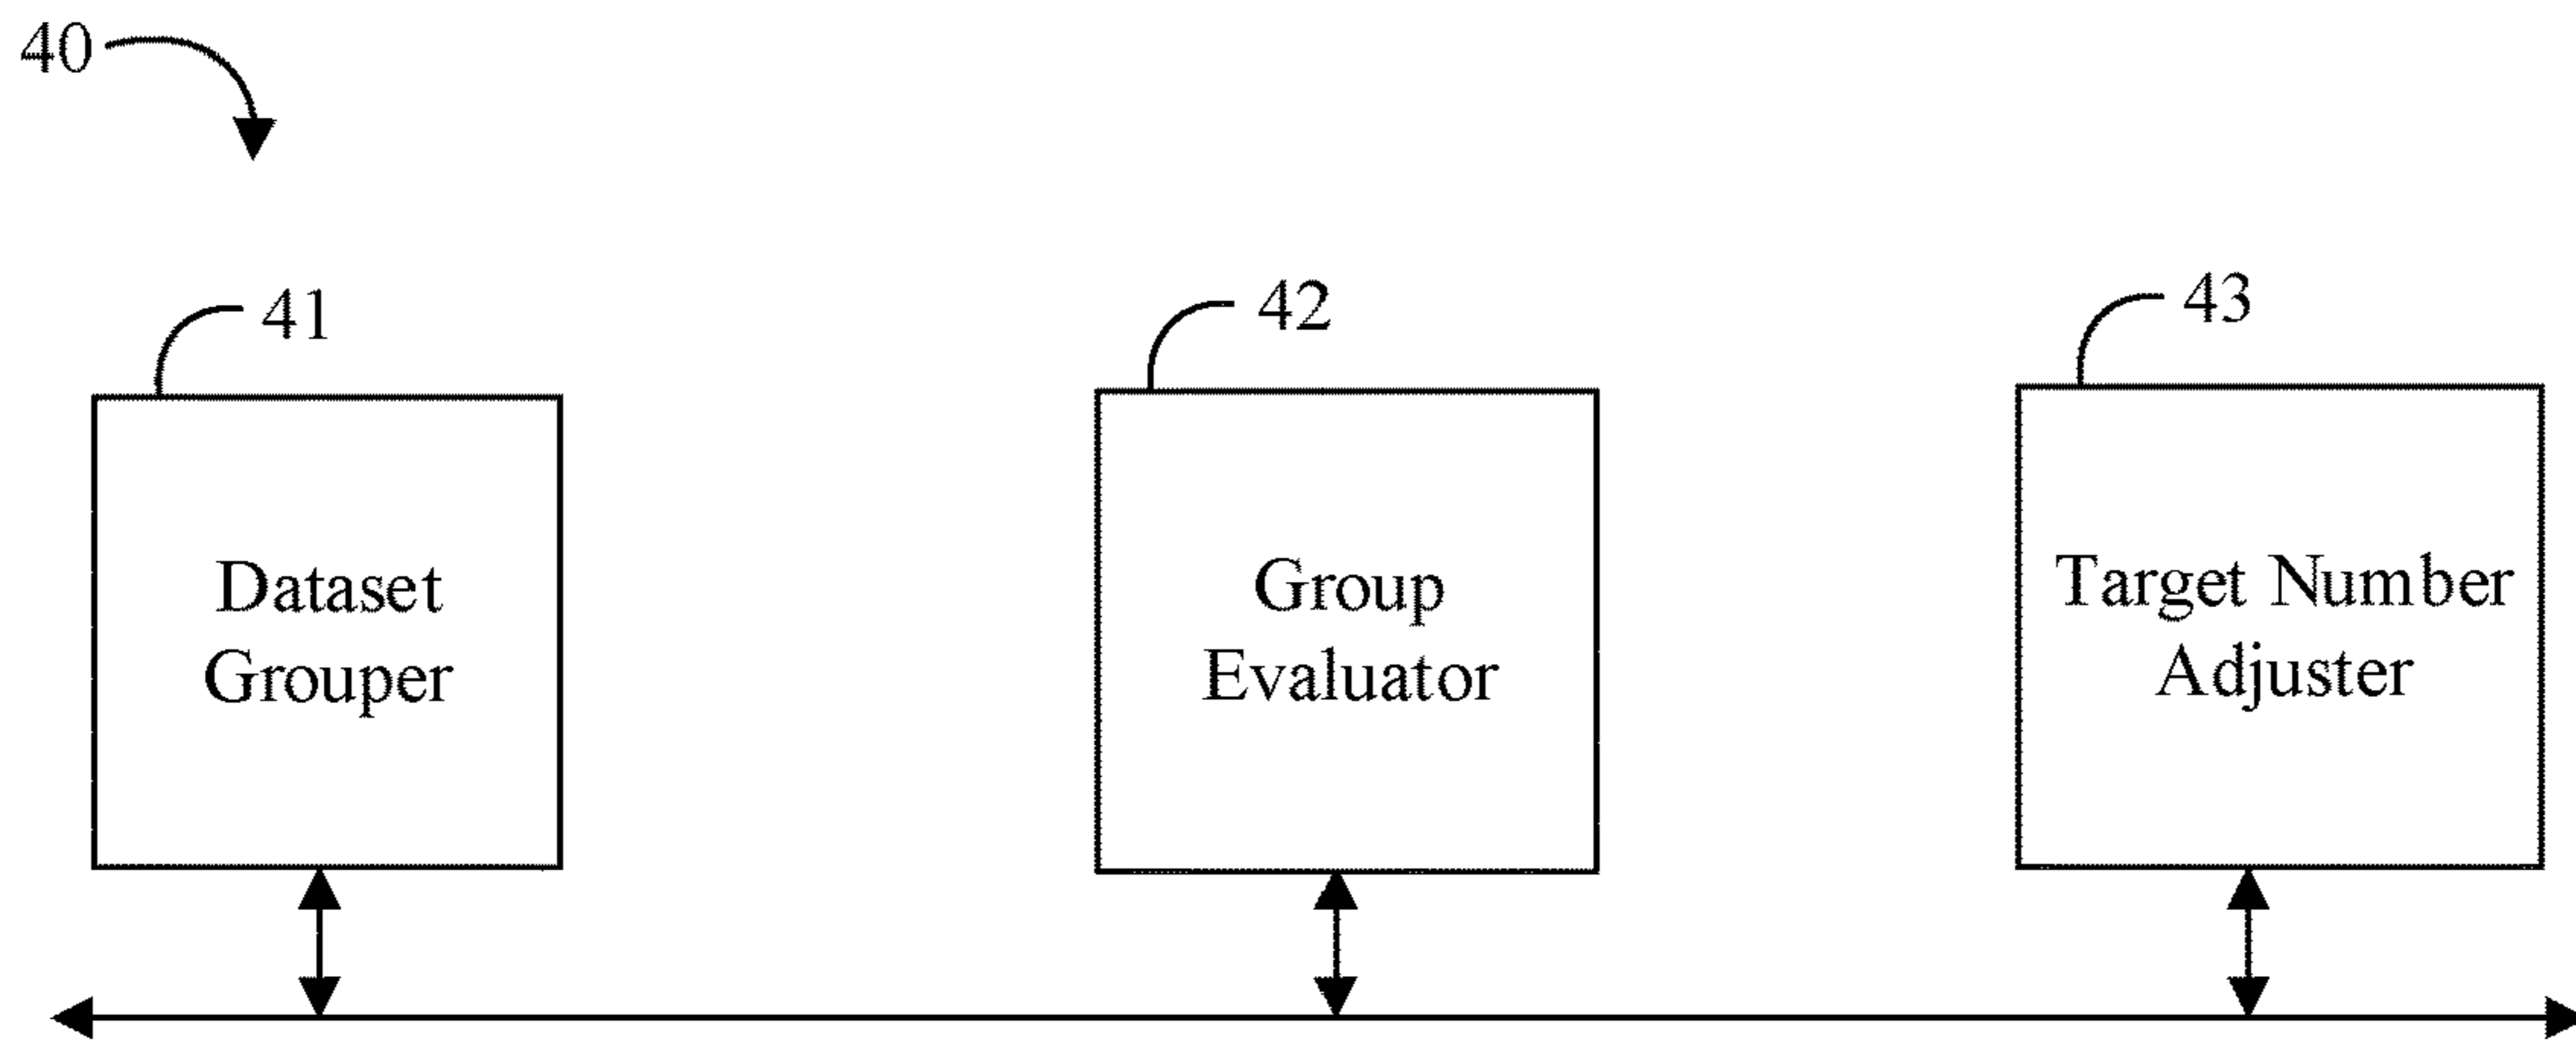 40
41
42
43
Dataset
Grouper
Group
Evaluator
Target Number
Adjuster